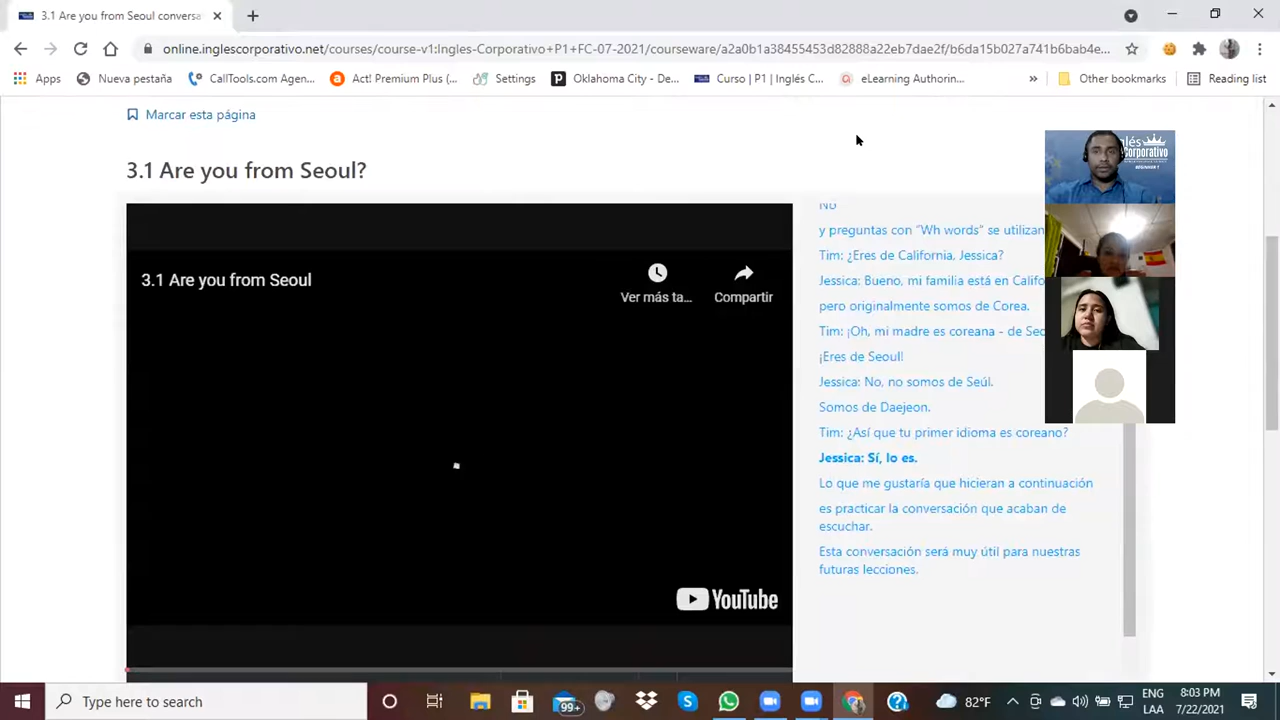 3.1 Are you from Seoul conversa
online.inglescorporativo.net/courses/course-v1:Ingles-Corporativo+P1+FC-07-2021/courseware/a2a0b1a38455453d82888a22eb7dae2f/b6da15b027a741b6bab4e...
Apps
Nueva pestaña
CallTools.com Agen...
Act! Premium Plus (...
Settings
Oklahoma City - De...
Curso | P1 | Inglés C...
eLearning Authorin...
»
Other bookmarks
Reading list
Marcar esta página
3.1 Are you from Seoul?
3.1 Are you from Seoul
Ver más ta...
Compartir
YouTube
No
y preguntas con "Wh words" se utilizan
Tim: ¿Eres de California, Jessica?
Jessica: Bueno, mi familia está en Califo
pero originalmente somos de Corea.
Tim: ¡Oh, mi madre es coreana - de Seo
¡Eres de Seoul!
Jessica: No, no somos de Seúl.
Somos de Daejeon.
Tim: ¿Así que tu primer idioma es coreano?
Jessica: Sí, lo es.
Lo que me gustaría que hicieran a continuación
es practicar la conversación que acaban de
escuchar.
Esta conversación será muy útil para nuestras
futuras lecciones.
glés
Corporativo
BEGINNER 1
Type here to search
99+
82°F
ENG
LAA
8:03 PM
7/22/2021